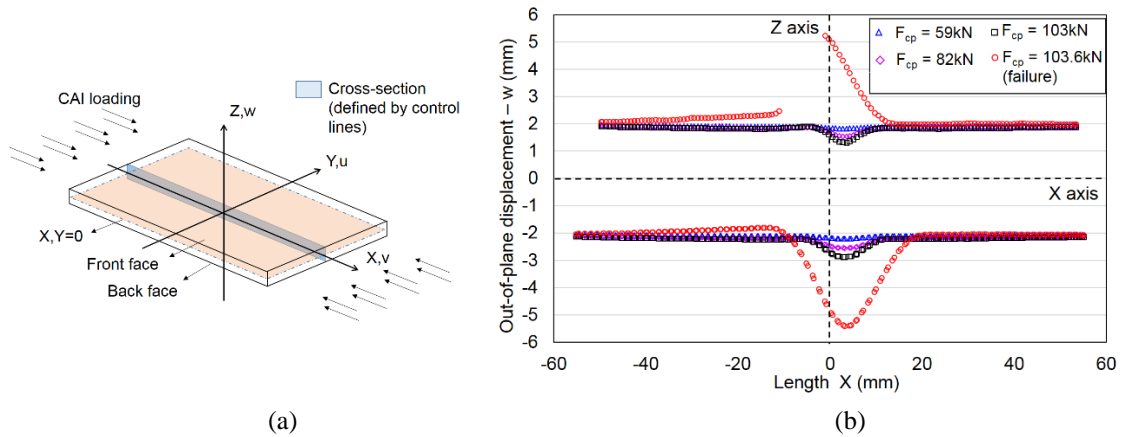 CAI loading
Z,w
Cross-section
(defined by control
lines)
Y,u
X,Y=0
Front face
Back face
X,v
(a)
Out-of-plane displacement – w (mm)
6
5
4
3
2
1
0
-1
-2
-3
-4
-5
-6
Z axis
F_cp = 59kN
F_cp = 103kN
F_cp = 82kN
F_cp = 103.6kN
(failure)
X axis
-60
-40
-20
0
20
40
60
Length X (mm)
(b)